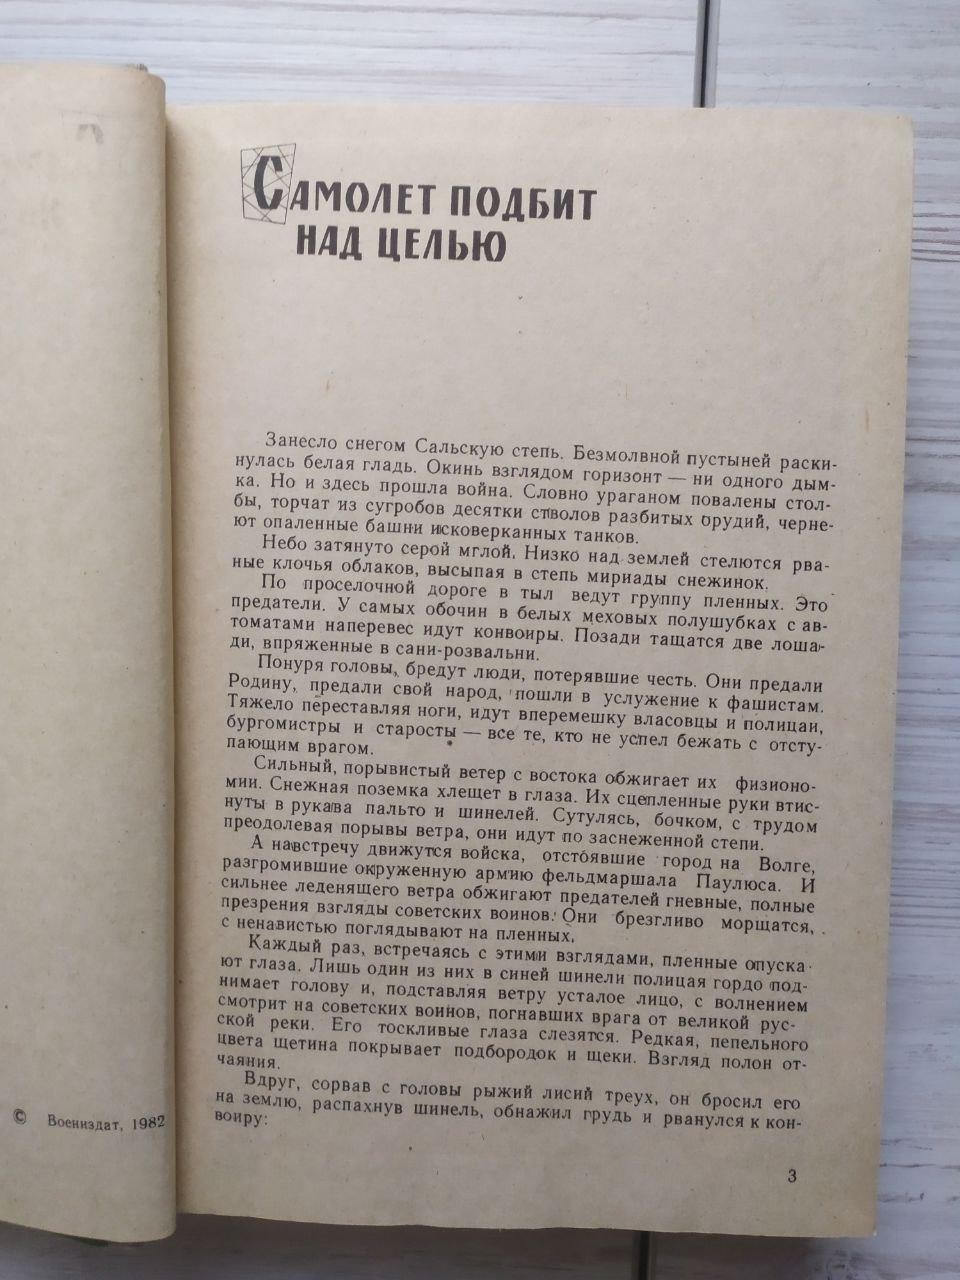 САМОЛЕТ ПОДБИТ
НАД ЦЕЛЬЮ
Занесло снегом Сальскую степь. Безмолвной пустыней раски-
нулась белая гладь. Окинь взглядом горизонт — ни одного дым-
ка. Но и здесь прошла война. Словно ураганом повалены стол-
бы, торчат из сугробов десятки стволов разбитых орудий, черне-
ют опаленные башни исковерканных танков.
Небо затянуто серой мглой. Низко над землей стелются рва-
ные клочья облаков, высыпая в степь мириады снежинок.
По проселочной дороге в тыл ведут группу пленных. Это
предатели. У самых обочин в белых меховых полушубках с ав-
томатами наперевес идут конвоиры. Позади тащатся две лоша-
ди, впряженные в сани-розвальни.
Понуря головы, бредут люди, потерявшие честь. Они предали
Родину, предали свой народ, пошли в услужение к фашистам.
Тяжело переставляя ноги, идут вперемешку власовцы и полицаи,
бургомистры и старосты — все те, кто не успел бежать с отсту-
пающим врагом.
Сильный, порывистый ветер с востока обжигает их физионо-
мии. Снежная поземка хлещет в глаза. Их сцепленные руки втис-
нуты в рукава пальто и шинелей. Сутулясь, бочком, с трудом
преодолевая порывы ветра, они идут по заснеженной степи.
А навстречу движутся войска, отстоявшие город на Волге,
разгромившие окруженную армию фельдмаршала Паулюса. И
сильнее леденящего ветра обжигают предателей гневные, полные
презрения взгляды советских воинов. Они брезгливо морщатся,
с ненавистью поглядывают на пленных.
Каждый раз, встречаясь с этими взглядами, пленные опуска-
ют глаза. Лишь один из них в синей шинели полицая гордо под-
нимает голову и, подставляя ветру усталое лицо, с волнением
смотрит на советских воинов, погнавших врага от великой рус-
ской реки. Его тоскливые глаза слезятся. Редкая, пепельного
цвета щетина покрывает подбородок и щеки. Взгляд полон от-
чаяния.
Вдруг, сорвав с головы рыжий лисий треух, он бросил его
на землю, распахнув шинель, обнажил грудь и рванулся к кон-
воиру:
© Воениздат, 1982
3